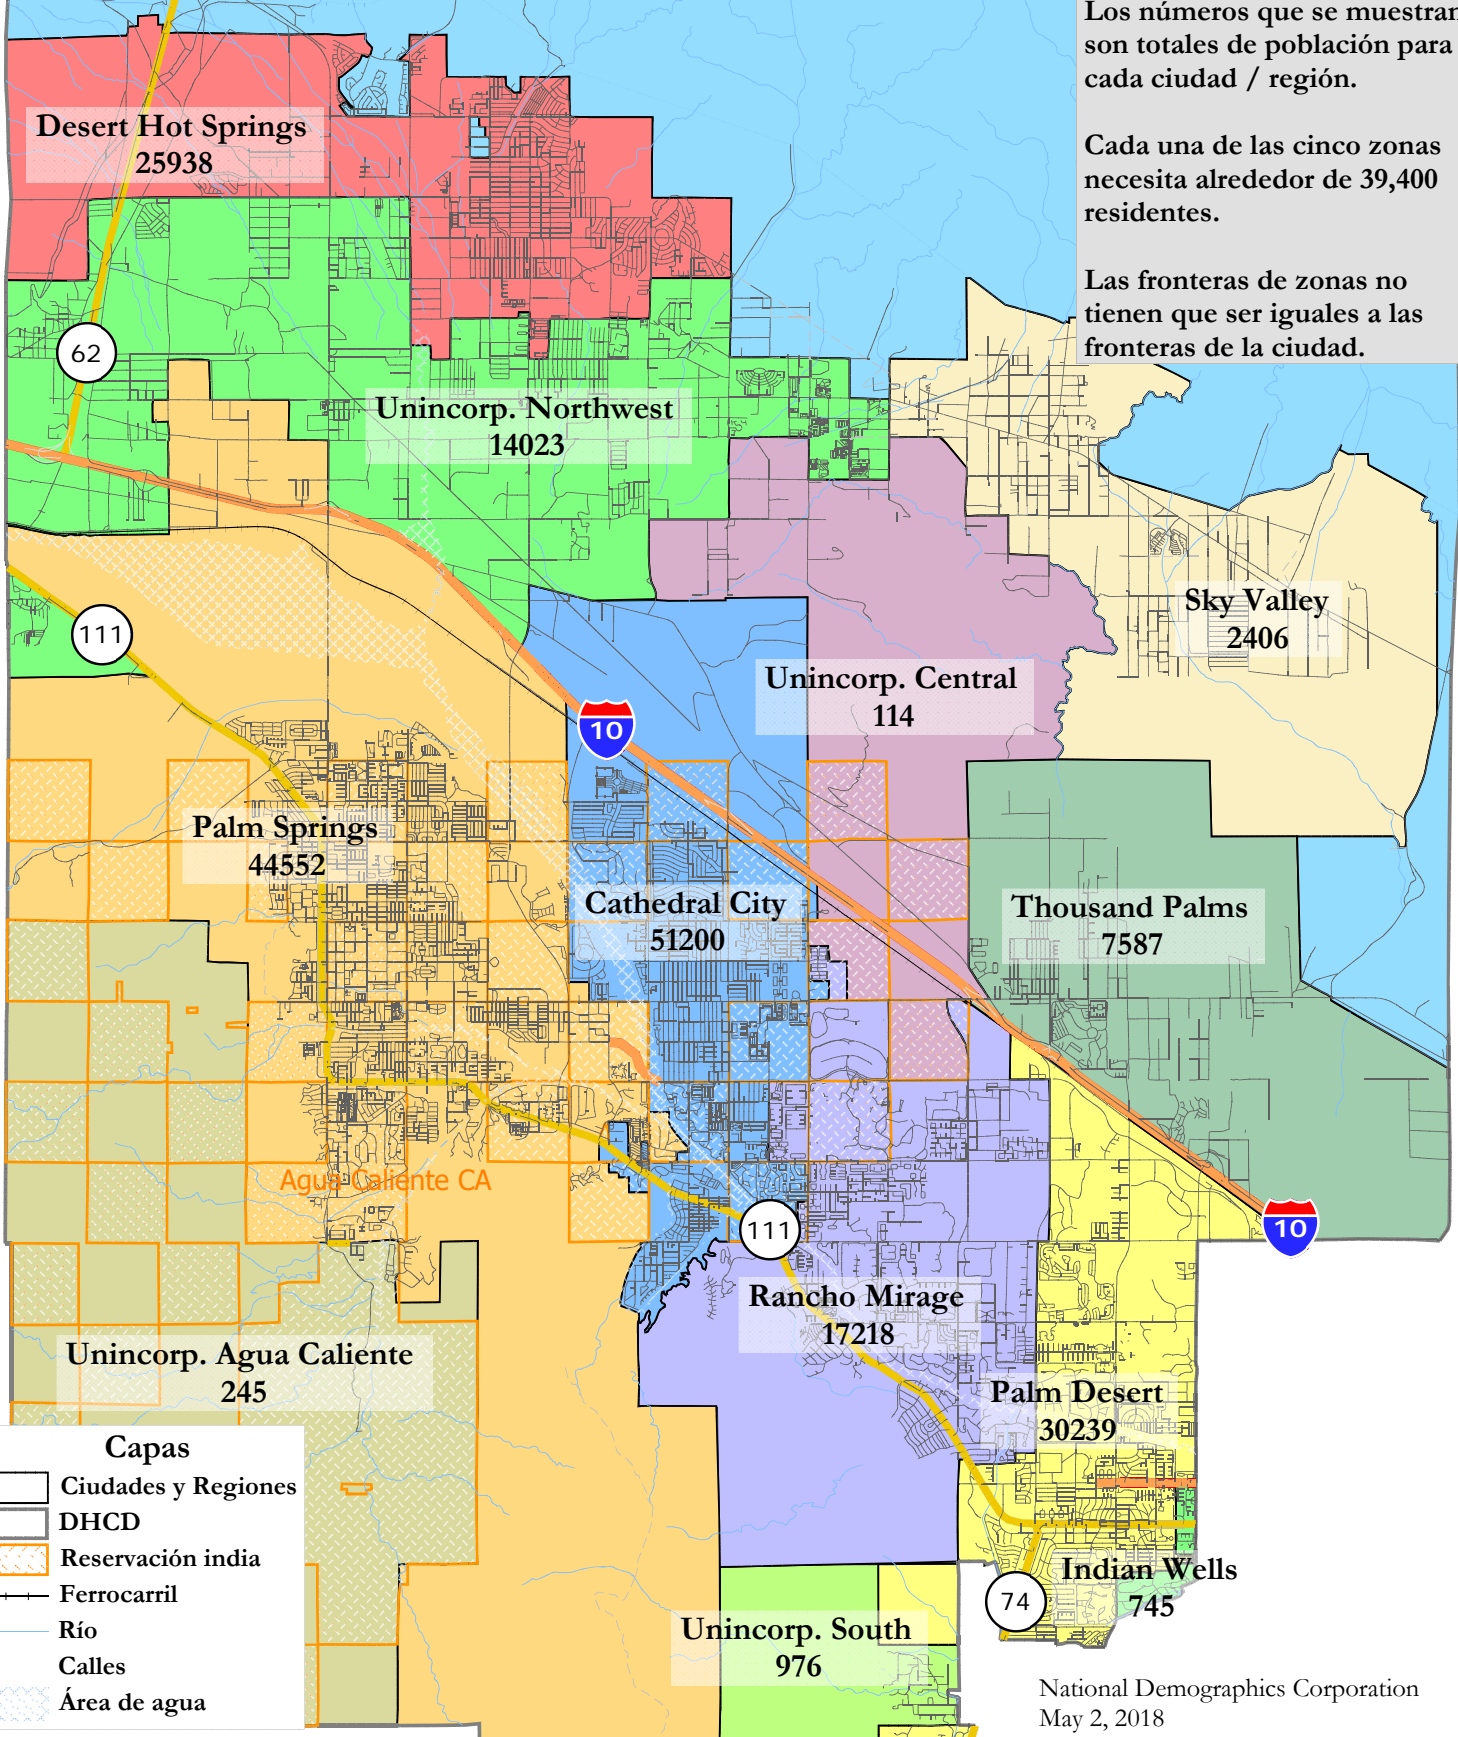 Los números que se muestran
son totales de población para
cada ciudad / región.
Cada una de las cinco zonas
necesita alrededor de 39,400
residentes.
Las fronteras de zonas no
tienen que ser iguales a las
fronteras de la ciudad.
Desert Hot Springs
25938
62
Unincorp. Northwest
14023
111
Sky Valley
2406
Unincorp. Central
114
10
Palm Springs
44552
Cathedral City
51200
Thousand Palms
7587
Agua Caliente CA
111
10
Rancho Mirage
17218
Unincorp. Agua Caliente
245
Palm Desert
30239
Indian Wells
745
74
Unincorp. South
976
Capas
Ciudades y Regiones
DHCD
Reservación india
Ferrocarril
Río
Calles
Área de agua
National Demographics Corporation
May 2, 2018